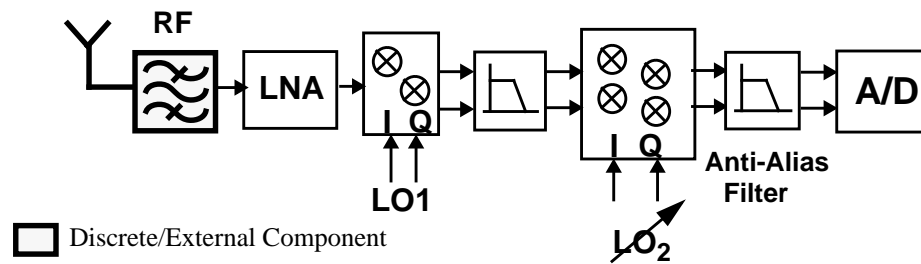 RF
LNA
I Q
LO1
I Q
LO2
Anti-Alias
Filter
A/D
Discrete/External Component